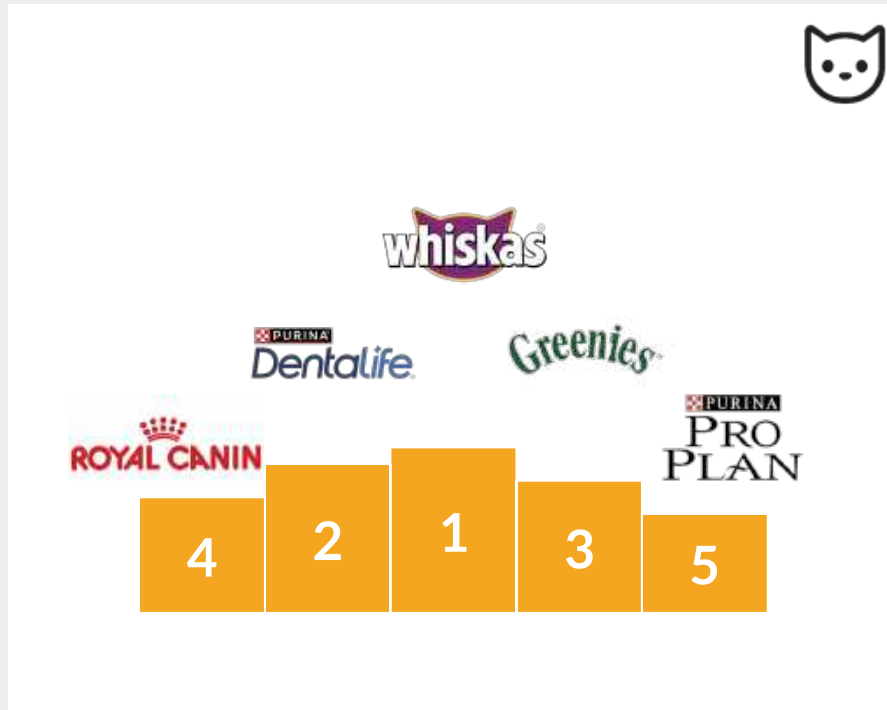 whiskas
PURINA
DentaLife
Greenies
ROYAL CANIN
PURINA
PRO
PLAN
4
2
1
3
5